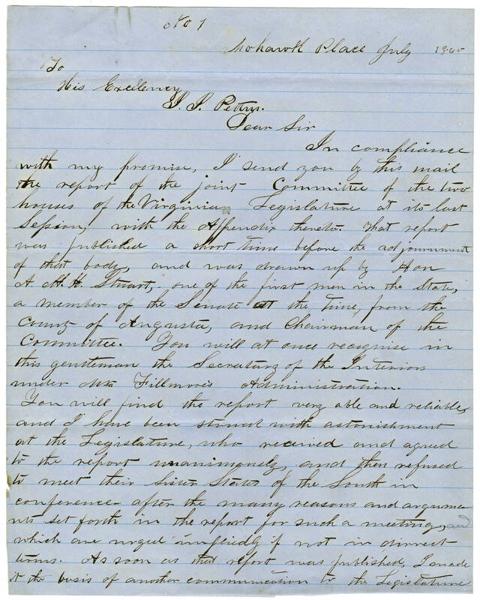 No 1
Mohawk Place July 1860
To
His Excellency
J. J. Pettus.
Dear Sir
In compliance
with my promise, I send you by this mail
the report of the joint Committee of the two
houses of the Virginia Legislature at its last
Session, with the Appendix thereto. That report
was published a short time before the adjournment
of that body, and was drawn up by Hon
A. H. H. Stuart, one of the first men in the State,
a member of the Senate at the time, from the
county of Augusta, and Chairman of the
Committee. You will at once recognise in
this gentleman the Secretary of the Interior
under Mr Fillmore's Administration.
You will find the report very able and reliable,
and I have been struck with astonishment
at the Legislature, who received and agreed
to the report unanimously, and then refused
to meet their sister States of the South in
conference after the many reasons and argume-
nts set forth in the report for such a meeting, and
which are urged impliedly if not in direct
terms. As soon as that report was published, I made
it the basis of another communication to the Legislature